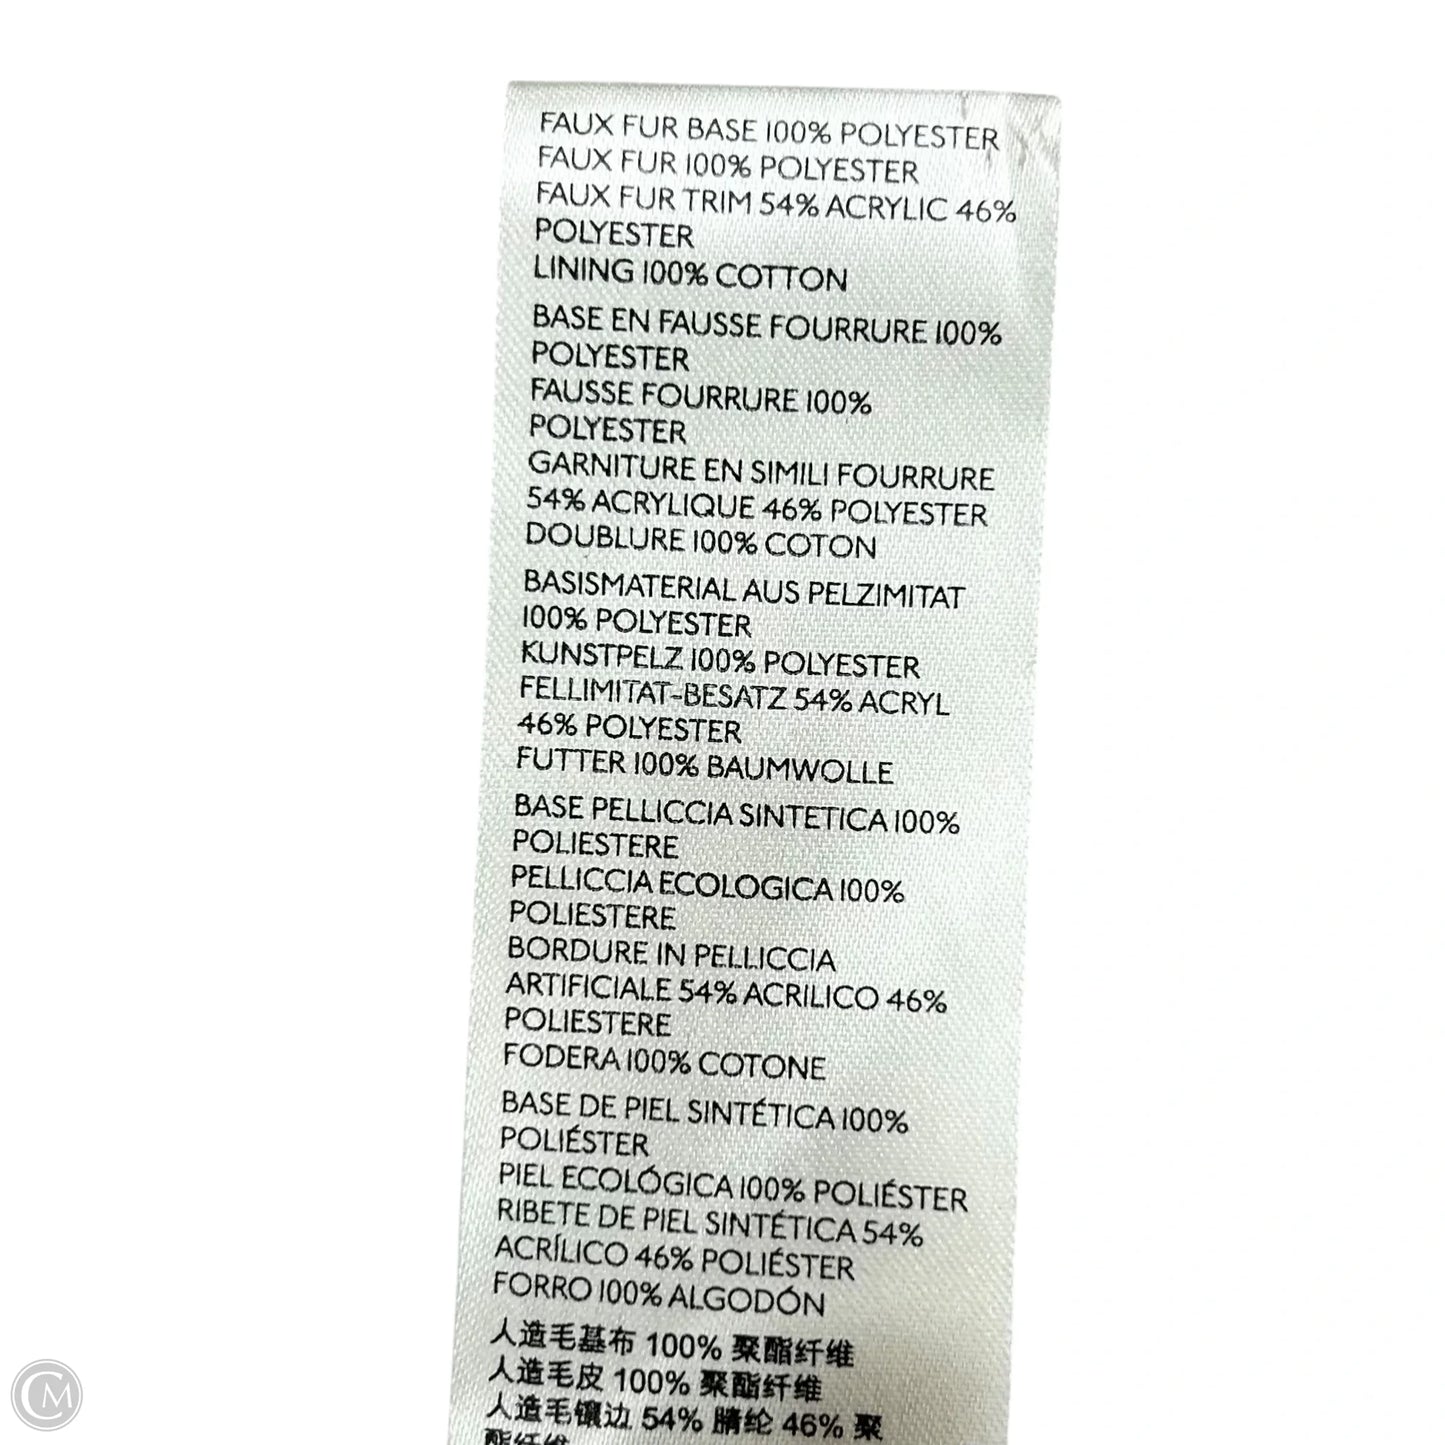 FAUX FUR BASE 100% POLYESTER
FAUX FUR 100% POLYESTER
FAUX FUR TRIM 54% ACRYLIC 46%
POLYESTER
LINING 100% COTTON
BASE EN FAUSSE FOURRURE 100%
POLYESTER
FAUSSE FOURRURE 100%
POLYESTER
GARNITURE EN SIMILI FOURRURE
54% ACRYLIQUE 46% POLYESTER
DOUBLURE 100% COTON
BASISMATERIAL AUS PELZIMITAT
100% POLYESTER
KUNSTPELZ 100% POLYESTER
FELLIMITAT-BESATZ 54% ACRYL
46% POLYESTER
FUTTER 100% BAUMWOLLE
BASE PELLICCIA SINTETICA 100%
POLIESTERE
PELLICCIA ECOLOGICA 100%
POLIESTERE
BORDURE IN PELLICCIA
ARTIFICIALE 54% ACRILICO 46%
POLIESTERE
FODERA 100% COTONE
BASE DE PIEL SINTÉTICA 100%
POLIÉSTER
PIEL ECOLÓGICA 100% POLIÉSTER
RIBETE DE PIEL SINTÉTICA 54%
ACRÍLICO 46% POLIÉSTER
FORRO 100% ALGODÓN
人造毛基布 100% 聚酯纤维
人造毛皮 100% 聚酯纤维
人造毛镶边 54% 腈纶 46% 聚
酯纤维
CM